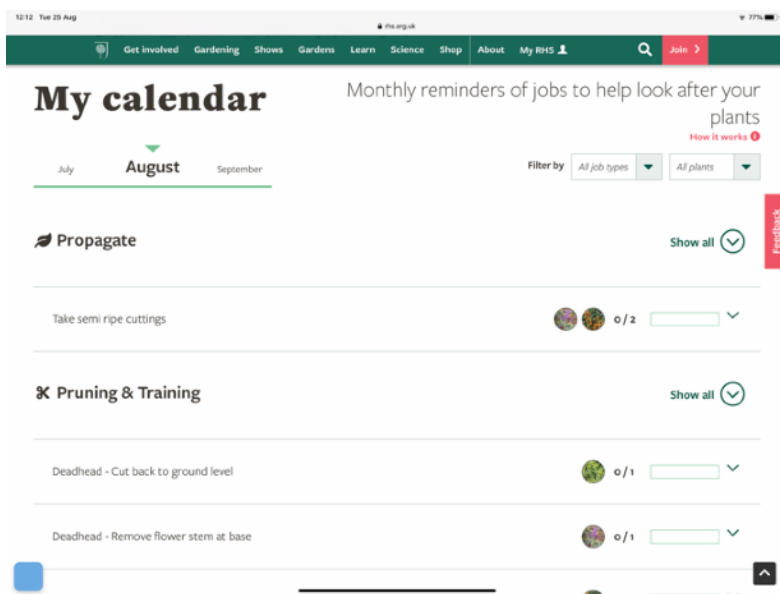 12:12 Tue 25 Aug
rhs.org.uk
77%
Get involved Gardening Shows Gardens Learn Science Shop About My RHS Join >
My calendar
Monthly reminders of jobs to help look after your
plants
How it works
July August September
Filter by All job types All plants
Feedback
Propagate Show all
Take semi ripe cuttings 0/2
Pruning & Training Show all
Deadhead - Cut back to ground level 0/1
Deadhead - Remove flower stem at base 0/1